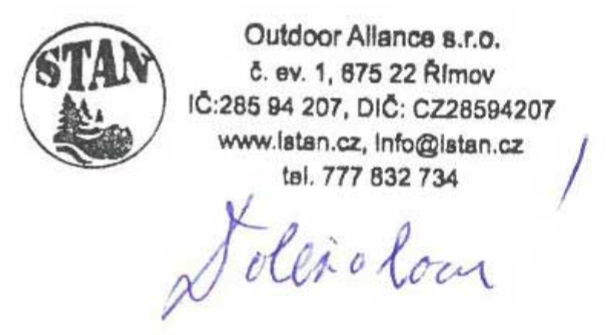 STAN
Outdoor Aliance s.r.o.
č. ev. 1, 675 22 Římov
IČ:285 94 207, DIČ: CZ28594207
www.istan.cz, info@istan.cz
tel. 777 832 734